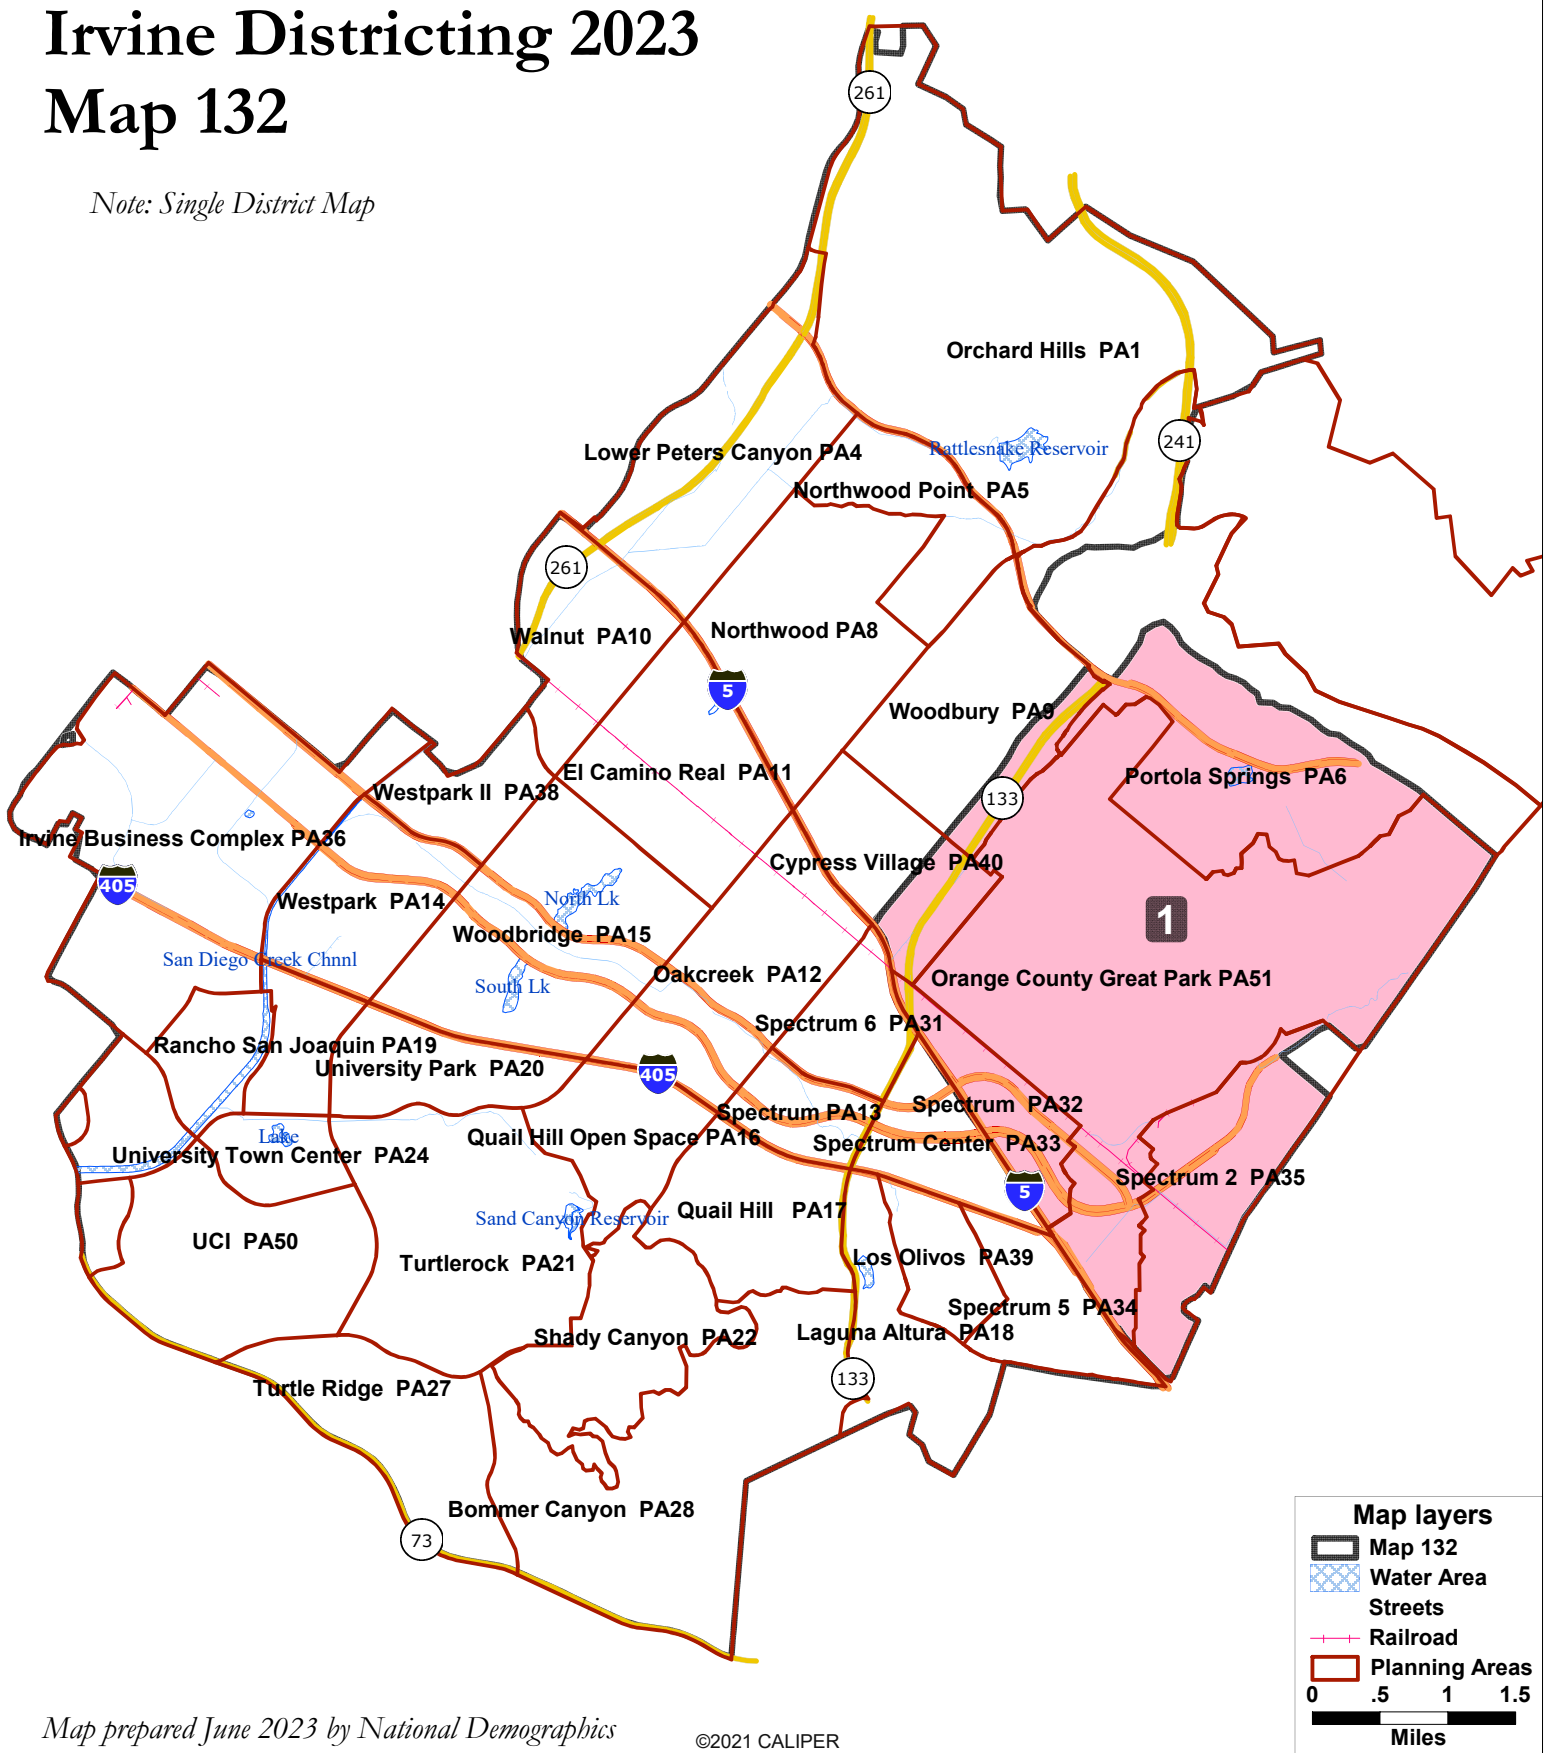 Irvine Districting 2023
Map 132
Note: Single District Map
261
Orchard Hills PA1
241
Lower Peters Canyon PA4
Rattlesnake Reservoir
Northwood Point PA5
261
Walnut PA10
Northwood PA8
5
Woodbury PA9
El Camino Real PA11
Portola Springs PA6
Westpark II PA38
133
Irvine Business Complex PA36
Cypress Village PA40
405
Westpark PA14
North Lk
1
Woodbridge PA15
San Diego Creek Chnnl
Oakcreek PA12
Orange County Great Park PA51
South Lk
Spectrum 6 PA31
Rancho San Joaquin PA19
University Park PA20
405
Spectrum PA13
Spectrum PA32
Lake
Quail Hill Open Space PA16
Spectrum Center PA33
University Town Center PA24
Spectrum 2 PA35
5
Sand Canyon Reservoir
Quail Hill PA17
UCI PA50
Turtlerock PA21
Los Olivos PA39
Spectrum 5 PA34
Shady Canyon PA22
Laguna Altura PA18
133
Turtle Ridge PA27
Bommer Canyon PA28
73
Map layers
Map 132
Water Area
Streets
Railroad
Planning Areas
0 .5 1 1.5
Miles
Map prepared June 2023 by National Demographics
©2021 CALIPER